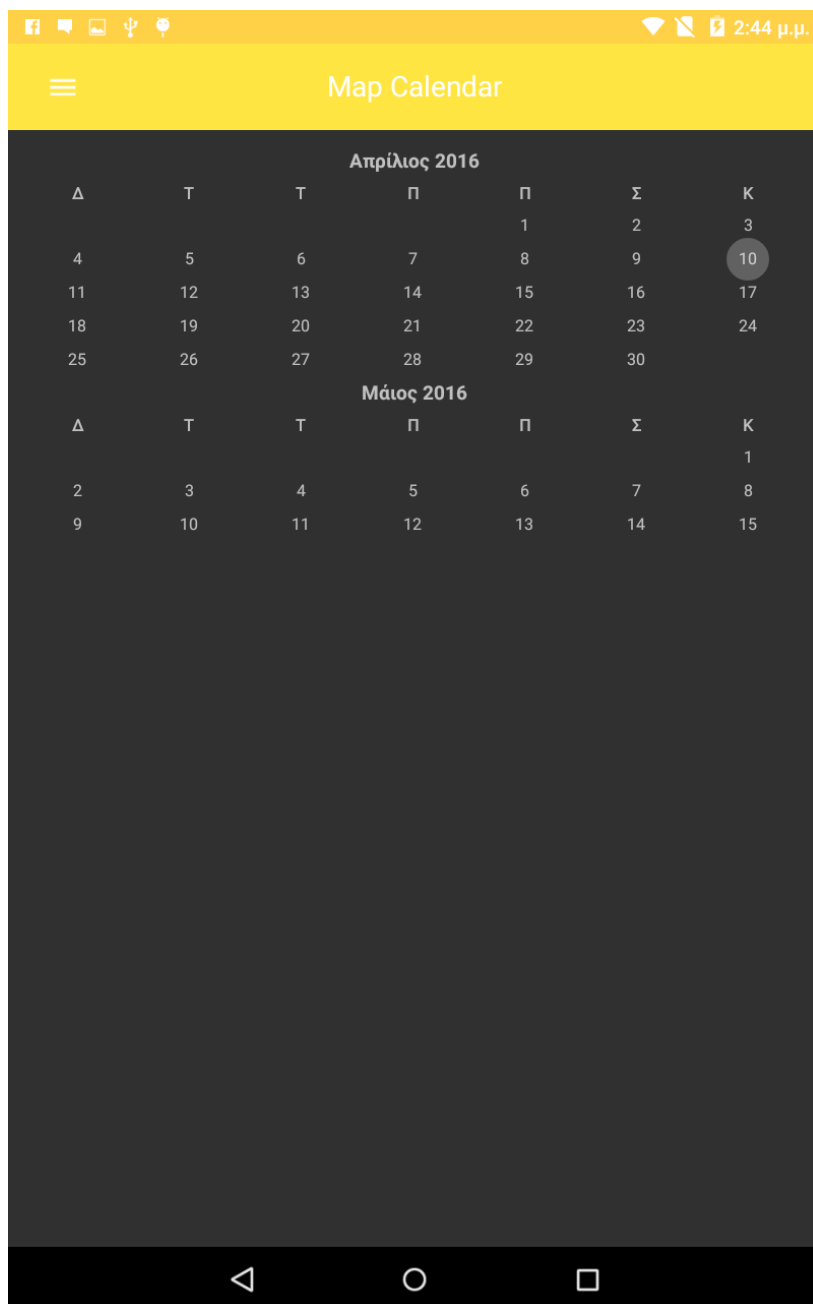 2:44 μ.μ.
Map Calendar
Απρίλιος 2016
Δ Τ Τ Π Π Σ Κ
1 2 3
4 5 6 7 8 9 10
11 12 13 14 15 16 17
18 19 20 21 22 23 24
25 26 27 28 29 30
Μάιος 2016
Δ Τ Τ Π Π Σ Κ
1
2 3 4 5 6 7 8
9 10 11 12 13 14 15